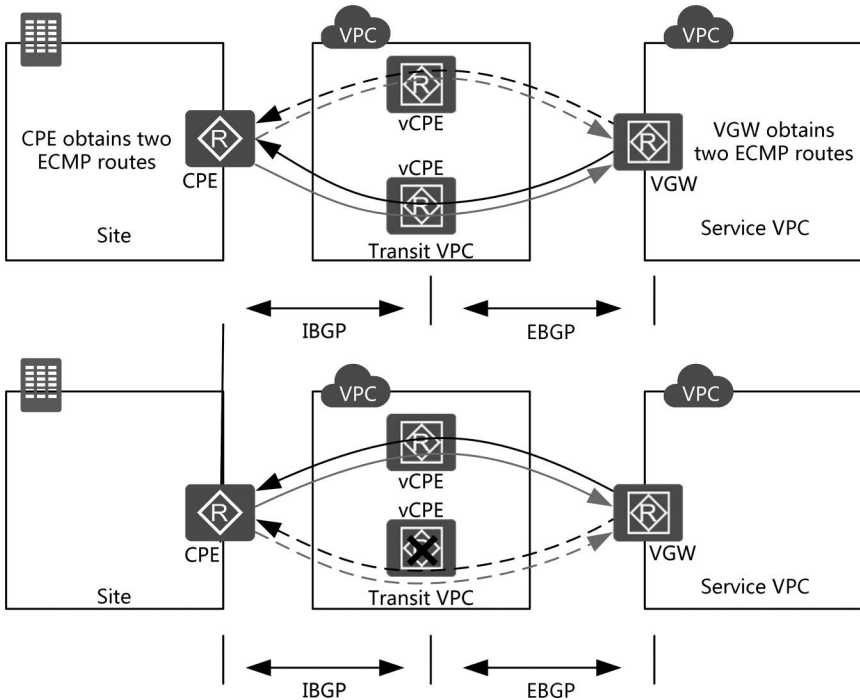 VPC
VPC
CPE obtains two
ECMP routes
R
CPE
Site
R
vCPE
vCPE
R
Transit VPC
R
VGW
VGW obtains
two ECMP routes
Service VPC
IBGP
EBGP
VPC
VPC
R
CPE
Site
R
vCPE
vCPE
Transit VPC
R
VGW
Service VPC
IBGP
EBGP